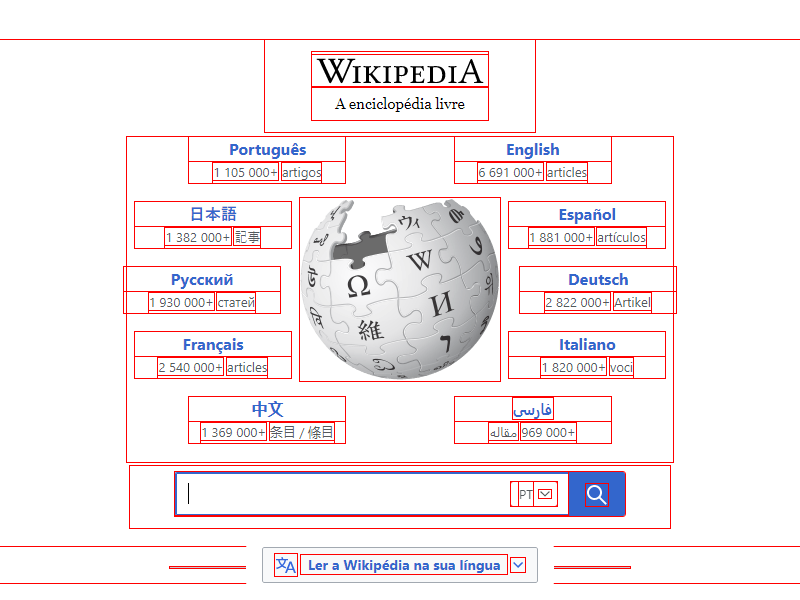 WIKIPEDIA
A enciclopédia livre
Português
1 105 000+ artigos
English
6 691 000+ articles
日本語
1 382 000+ 記事
Español
1 881 000+ artículos
Русский
1 930 000+ статей
Deutsch
2 822 000+ Artikel
Français
2 540 000+ articles
Italiano
1 820 000+ voci
中文
1 369 000+ 条目 / 條目
فارسی
969 000+ مقاله
Ω
W
И
維
PT
Ler a Wikipédia na sua língua